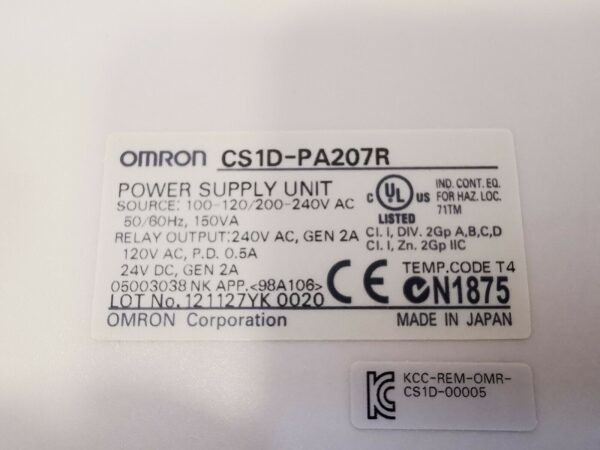 OMRON CS1D-PA207R
POWER SUPPLY UNIT
SOURCE: 100-120/200-240V AC
50/60Hz, 150VA
RELAY OUTPUT:240V AC, GEN 2A
120V AC, P.D. 0.5A
24V DC, GEN 2A
05003038 NK APP.<98A106>
LOT No. 121127YK 0020
OMRON Corporation
C UL US
LISTED
IND. CONT. EQ.
FOR HAZ. LOC.
71TM
Cl. I, DIV. 2Gp A,B,C,D
Cl. I, Zn. 2Gp IIC
TEMP.CODE T4
CE N1875
MADE IN JAPAN
KCC-REM-OMR-
CS1D-00005